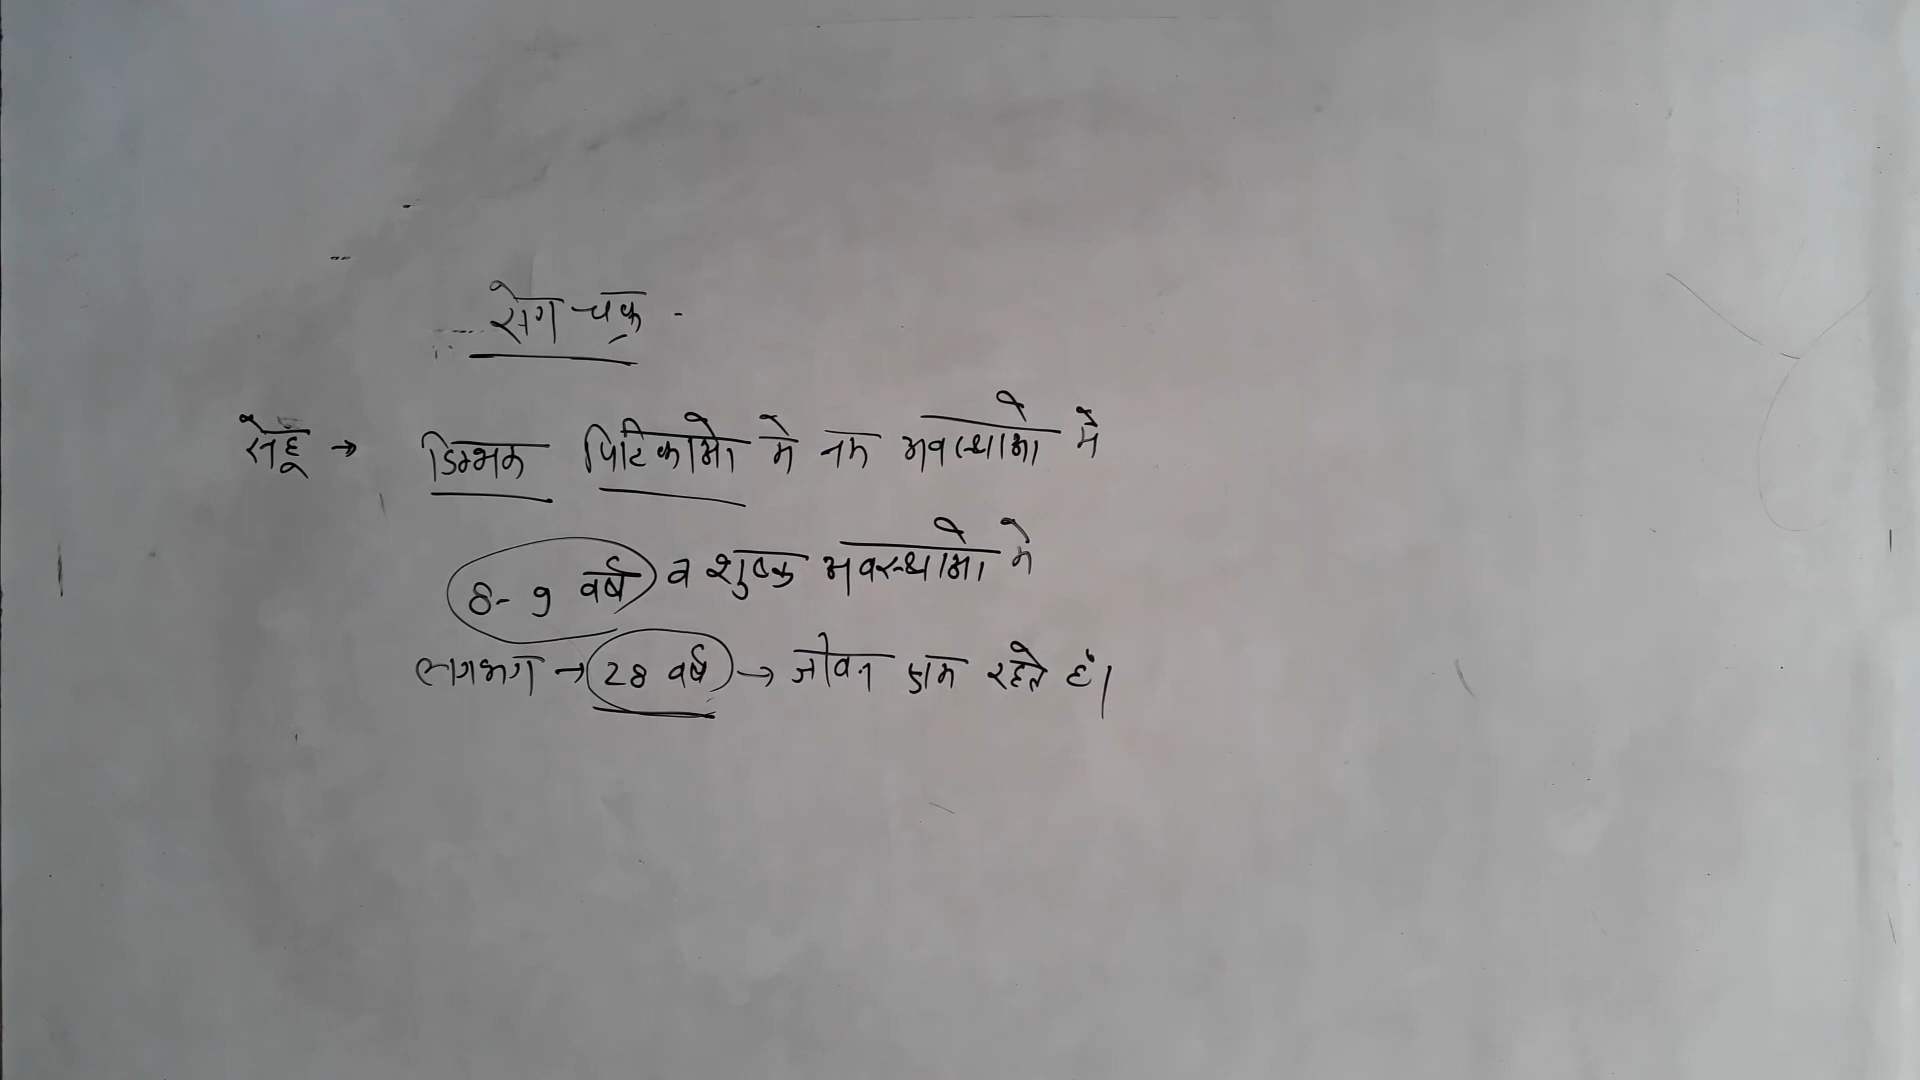 रोग चक्र -
सेहूँ → डिम्भक पिटिकाओ मे नम अवस्थाओ मे
8-9 वर्ष व शुष्क अवस्थाओ मे
लगभग → 28 वर्ष → जीवन क्षम रहते हैं।